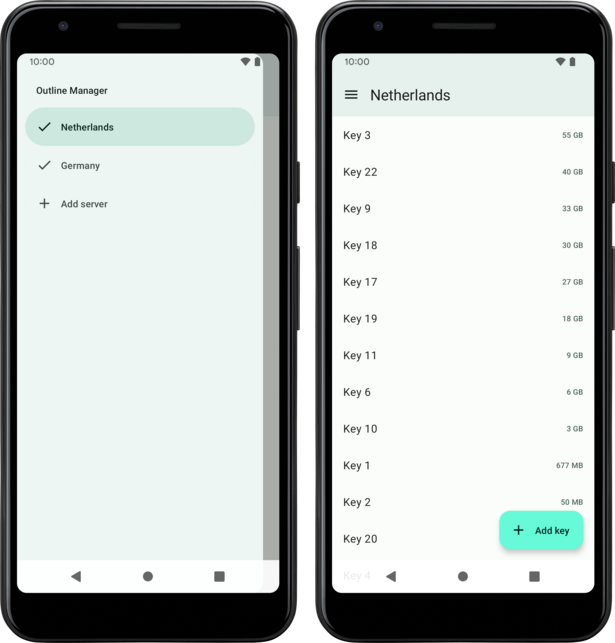 10:00
Outline Manager
Netherlands
Germany
Add server
10:00
Netherlands
Key 3 55 GB
Key 22 40 GB
Key 9 33 GB
Key 18 30 GB
Key 17 27 GB
Key 19 18 GB
Key 11 9 GB
Key 6 6 GB
Key 10 3 GB
Key 1 677 MB
Key 2 50 MB
Key 20
Add key
Key 4